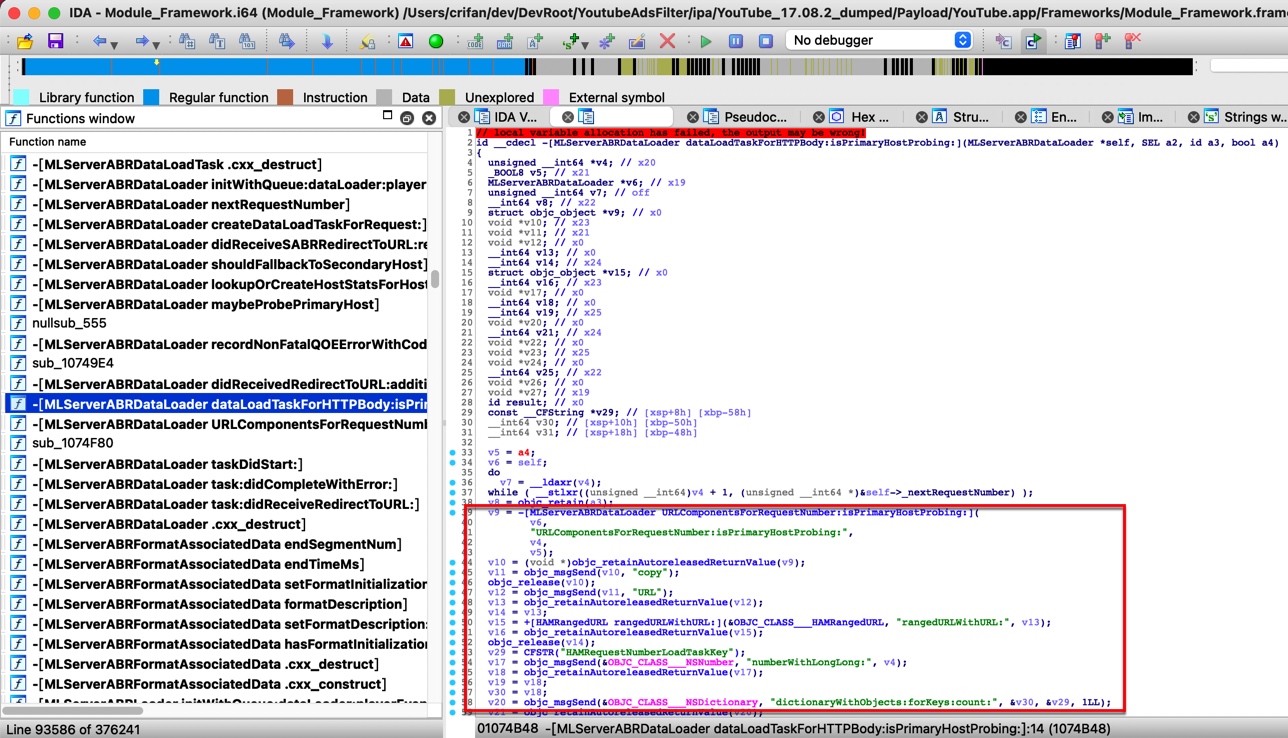 IDA - Module_Framework.i64 (Module_Framework) /Users/crifan/dev/DevRoot/YoutubeAdsFilter/ipa/YouTube_17.08.2_dumped/Payload/YouTube.app/Frameworks/Module_Framework.fram
No debugger
Library function Regular function Instruction Data Unexplored External symbol
Functions window
IDA V... Pseudoc... Hex ... Stru... En... Im... Strings w...
Function name
-[MLServerABRDataLoadTask .cxx_destruct]
-[MLServerABRDataLoader initWithQueue:dataLoader:player
-[MLServerABRDataLoader nextRequestNumber]
-[MLServerABRDataLoader createDataLoadTaskForRequest:]
-[MLServerABRDataLoader didReceiveSABRRedirectToURL:re
-[MLServerABRDataLoader shouldFallbackToSecondaryHost]
-[MLServerABRDataLoader lookupOrCreateHostStatsForHost
-[MLServerABRDataLoader maybeProbePrimaryHost]
nullsub_555
-[MLServerABRDataLoader recordNonFatalQOEErrorWithCod
sub_10749E4
-[MLServerABRDataLoader didReceivedRedirectToURL:additi
-[MLServerABRDataLoader dataLoadTaskForHTTPBody:isPri
-[MLServerABRDataLoader URLComponentsForRequestNum
sub_1074F80
-[MLServerABRDataLoader taskDidStart:]
-[MLServerABRDataLoader task:didCompleteWithError:]
-[MLServerABRDataLoader task:didReceiveRedirectToURL:]
-[MLServerABRDataLoader .cxx_destruct]
-[MLServerABRFormatAssociatedData endSegmentNum]
-[MLServerABRFormatAssociatedData endTimeMs]
-[MLServerABRFormatAssociatedData setFormatInitialization
-[MLServerABRFormatAssociatedData formatDescription]
-[MLServerABRFormatAssociatedData setFormatDescription:
-[MLServerABRFormatAssociatedData hasFormatInitializatio
-[MLServerABRFormatAssociatedData .cxx_destruct]
-[MLServerABRFormatAssociatedData .cxx_construct]
Line 93586 of 376241
1 // local variable allocation has failed, the output may be wrong!
2 id __cdecl -[MLServerABRDataLoader dataLoadTaskForHTTPBody:isPrimaryHostProbing:](MLServerABRDataLoader *self, SEL a2, id a3, bool a4)
3 {
4 unsigned __int64 *v4; // x20
5 _BOOL8 v5; // x21
6 MLServerABRDataLoader *v6; // x19
7 unsigned __int64 v7; // off
8 __int64 v8; // x22
9 struct objc_object *v9; // x0
10 void *v10; // x23
11 void *v11; // x21
12 void *v12; // x0
13 __int64 v13; // x0
14 __int64 v14; // x24
15 struct objc_object *v15; // x0
16 __int64 v16; // x23
17 void *v17; // x0
18 __int64 v18; // x0
19 __int64 v19; // x25
20 void *v20; // x0
21 __int64 v21; // x24
22 void *v22; // x0
23 void *v23; // x25
24 void *v24; // x0
25 __int64 v25; // x22
26 void *v26; // x0
27 void *v27; // x19
28 id result; // x0
29 const __CFString *v29; // [xsp+8h] [xbp-58h]
30 __int64 v30; // [xsp+10h] [xbp-50h]
31 __int64 v31; // [xsp+18h] [xbp-48h]
32
33 v5 = a4;
34 v6 = self;
35 do
36 v7 = __ldaxr(v4);
37 while ( __stlxr((unsigned __int64)v4 + 1, (unsigned __int64 *)&self->_nextRequestNumber) );
38 v8 = objc_retain(a3);
39 v9 = -[MLServerABRDataLoader URLComponentsForRequestNumber:isPrimaryHostProbing:](
40 v6,
41 "URLComponentsForRequestNumber:isPrimaryHostProbing:",
42 v4,
43 v5);
44 v10 = (void *)objc_retainAutoreleasedReturnValue(v9);
45 v11 = objc_msgSend(v10, "copy");
46 objc_release(v10);
47 v12 = objc_msgSend(v11, "URL");
48 v13 = objc_retainAutoreleasedReturnValue(v12);
49 v14 = v13;
50 v15 = +[HAMRangedURL rangedURLWithURL:](&OBJC_CLASS___HAMRangedURL, "rangedURLWithURL:", v13);
51 v16 = objc_retainAutoreleasedReturnValue(v15);
52 objc_release(v14);
53 v29 = CFSTR("HAMRequestNumberLoadTaskKey");
54 v17 = objc_msgSend(&OBJC_CLASS___NSNumber, "numberWithLongLong:", v4);
55 v18 = objc_retainAutoreleasedReturnValue(v17);
56 v19 = v18;
57 v30 = v18;
58 v20 = objc_msgSend(&OBJC_CLASS___NSDictionary, "dictionaryWithObjects:forKeys:count:", &v30, &v29, 1LL);
59 v21 = objc_retainAutoreleasedReturnValue(v20);
01074B48 -[MLServerABRDataLoader dataLoadTaskForHTTPBody:isPrimaryHostProbing:]:14 (1074B48)